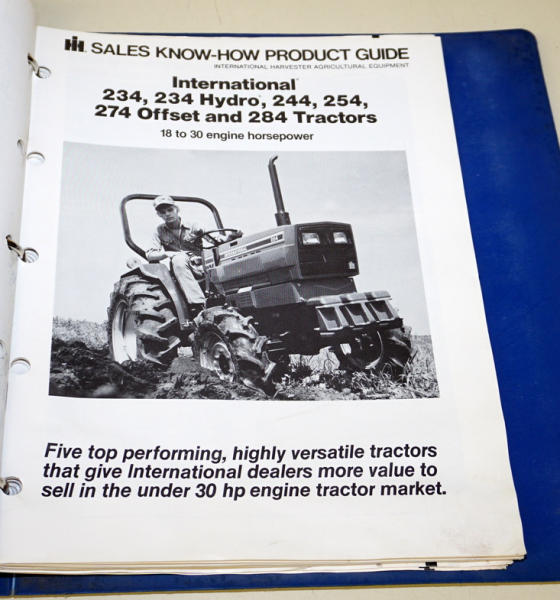 IH SALES KNOW-HOW PRODUCT GUIDE
INTERNATIONAL HARVESTER AGRICULTURAL EQUIPMENT
International
234, 234 Hydro, 244, 254,
274 Offset and 284 Tractors
18 to 30 engine horsepower
Five top performing, highly versatile tractors
that give International dealers more value to
sell in the under 30 hp engine tractor market.